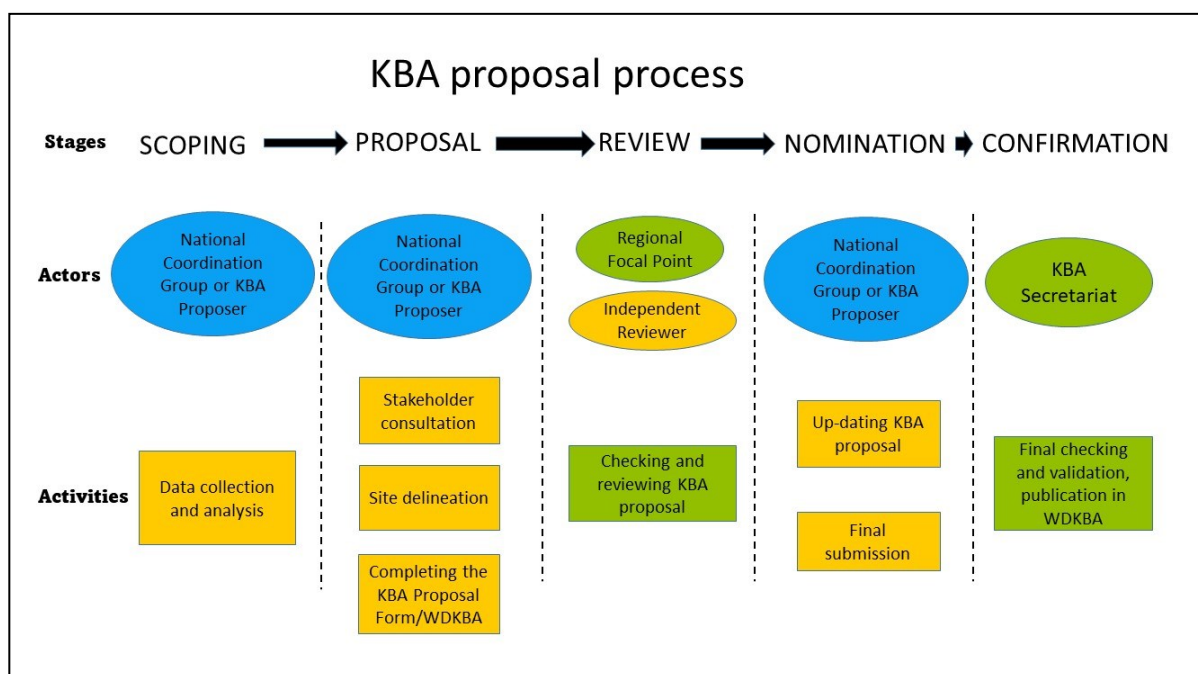 KBA proposal process
Stages
SCOPING
PROPOSAL
REVIEW
NOMINATION
CONFIRMATION
Actors
National
Coordination
Group or KBA
Proposer
National
Coordination
Group or KBA
Proposer
Regional
Focal Point
Independent
Reviewer
National
Coordination
Group or KBA
Proposer
KBA
Secretariat
Activities
Data collection
and analysis
Stakeholder
consultation
Site delineation
Completing the
KBA Proposal
Form/WDKBA
Checking and
reviewing KBA
proposal
Up-dating KBA
proposal
Final
submission
Final checking
and validation,
publication in
WDKBA